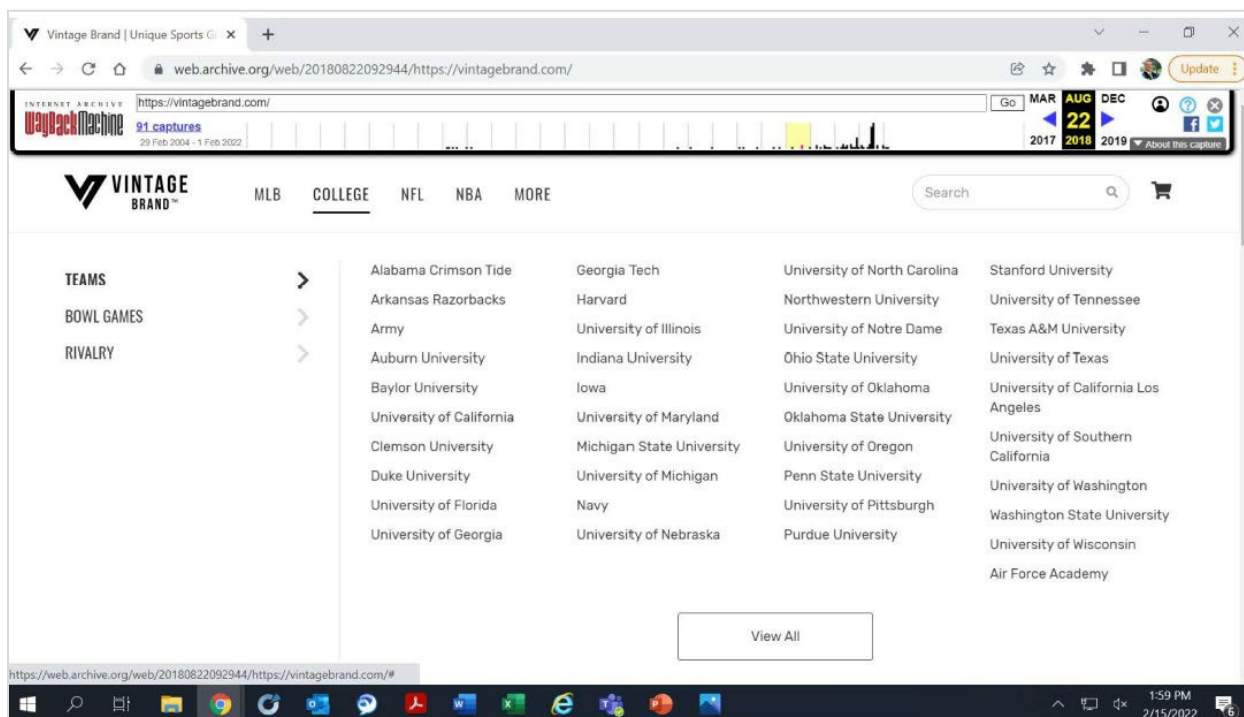 Vintage Brand | Unique Sports Gi
web.archive.org/web/20180822092944/https://vintagebrand.com/
Update
INTERNET ARCHIVE
WayBackMachine
https://vintagebrand.com/
Go
MAR AUG DEC
91 captures
22
29 Feb 2004 - 1 Feb 2022
2017 2018 2019
About this capture
VINTAGE
BRAND™
MLB COLLEGE NFL NBA MORE
Search
TEAMS
BOWL GAMES
RIVALRY
Alabama Crimson Tide
Arkansas Razorbacks
Army
Auburn University
Baylor University
University of California
Clemson University
Duke University
University of Florida
University of Georgia
Georgia Tech
Harvard
University of Illinois
Indiana University
Iowa
University of Maryland
Michigan State University
University of Michigan
Navy
University of Nebraska
University of North Carolina
Northwestern University
University of Notre Dame
Ohio State University
University of Oklahoma
Oklahoma State University
University of Oregon
Penn State University
University of Pittsburgh
Purdue University
Stanford University
University of Tennessee
Texas A&M University
University of Texas
University of California Los
Angeles
University of Southern
California
University of Washington
Washington State University
University of Wisconsin
Air Force Academy
View All
https://web.archive.org/web/20180822092944/https://vintagebrand.com/#
1:59 PM
2/15/2022
6